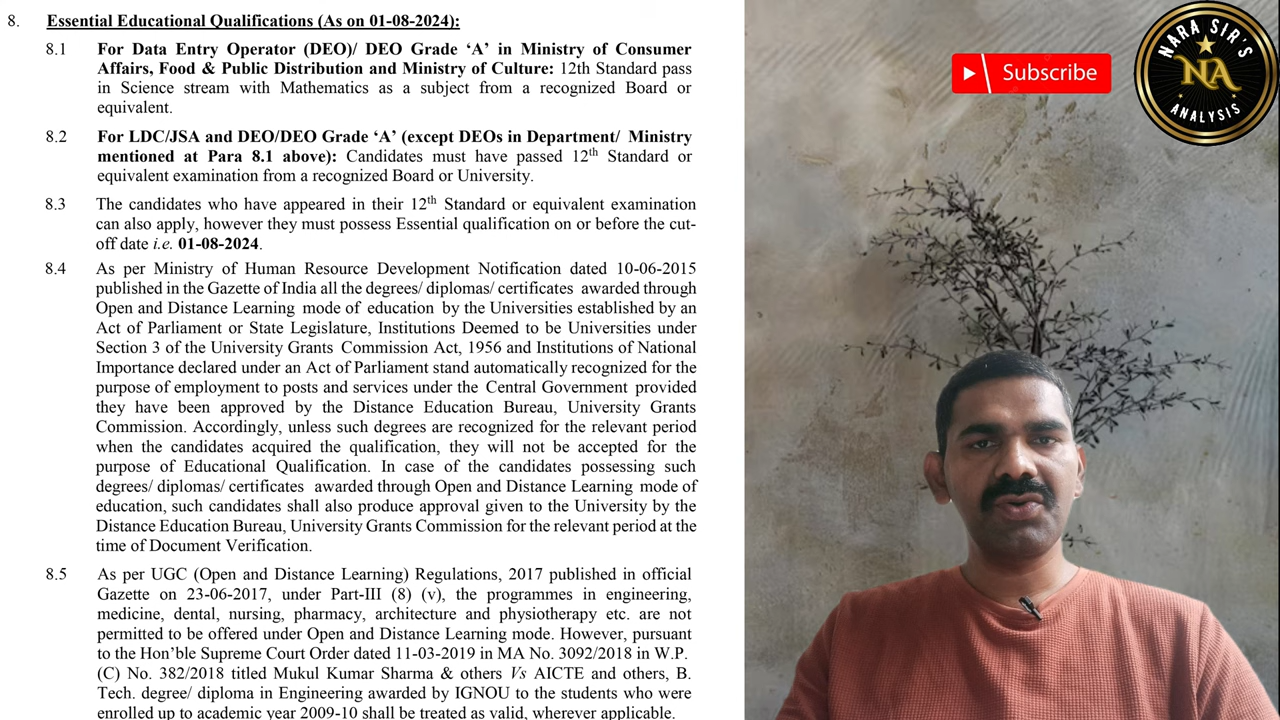 8. Essential Educational Qualifications (As on 01-08-2024):
8.1 For Data Entry Operator (DEO)/ DEO Grade ‘A’ in Ministry of Consumer
Affairs, Food & Public Distribution and Ministry of Culture: 12th Standard pass
in Science stream with Mathematics as a subject from a recognized Board or
equivalent.
8.2 For LDC/JSA and DEO/DEO Grade ‘A’ (except DEOs in Department/ Ministry
mentioned at Para 8.1 above): Candidates must have passed 12th Standard or
equivalent examination from a recognized Board or University.
8.3 The candidates who have appeared in their 12th Standard or equivalent examination
can also apply, however they must possess Essential qualification on or before the cut-
off date i.e. 01-08-2024.
8.4 As per Ministry of Human Resource Development Notification dated 10-06-2015
published in the Gazette of India all the degrees/ diplomas/ certificates awarded through
Open and Distance Learning mode of education by the Universities established by an
Act of Parliament or State Legislature, Institutions Deemed to be Universities under
Section 3 of the University Grants Commission Act, 1956 and Institutions of National
Importance declared under an Act of Parliament stand automatically recognized for the
purpose of employment to posts and services under the Central Government provided
they have been approved by the Distance Education Bureau, University Grants
Commission. Accordingly, unless such degrees are recognized for the relevant period
when the candidates acquired the qualification, they will not be accepted for the
purpose of Educational Qualification. In case of the candidates possessing such
degrees/ diplomas/ certificates awarded through Open and Distance Learning mode of
education, such candidates shall also produce approval given to the University by the
Distance Education Bureau, University Grants Commission for the relevant period at the
time of Document Verification.
8.5 As per UGC (Open and Distance Learning) Regulations, 2017 published in official
Gazette on 23-06-2017, under Part-III (8) (v), the programmes in engineering,
medicine, dental, nursing, pharmacy, architecture and physiotherapy etc. are not
permitted to be offered under Open and Distance Learning mode. However, pursuant
to the Hon’ble Supreme Court Order dated 11-03-2019 in MA No. 3092/2018 in W.P.
(C) No. 382/2018 titled Mukul Kumar Sharma & others Vs AICTE and others, B.
Tech. degree/ diploma in Engineering awarded by IGNOU to the students who were
enrolled up to academic year 2009-10 shall be treated as valid, wherever applicable.
Subscribe
NARA SIR'S
NA
ANALYSIS